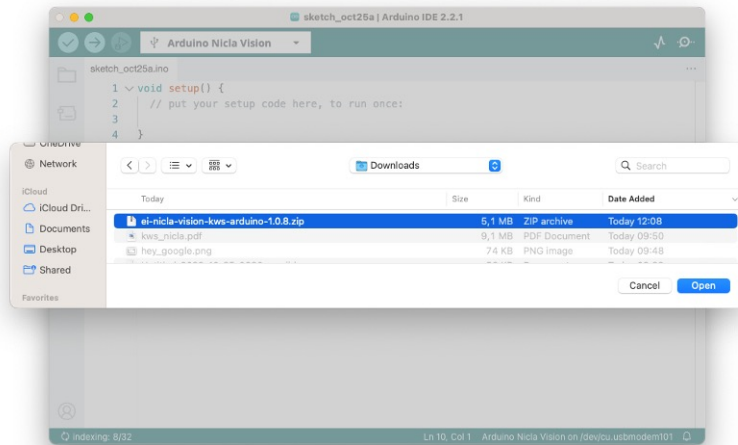 sketch_oct25a | Arduino IDE 2.2.1
Arduino Nicla Vision
sketch_oct25a.ino
1 void setup() {
2 // put your setup code here, to run once:
3
4 }
OneDrive
Network
iCloud
iCloud Dri...
Documents
Desktop
Shared
Favorites
Downloads
Search
Today Size Kind Date Added
ei-nicla-vision-kws-arduino-1.0.8.zip 5,1 MB ZIP archive Today 12:08
kws_nicla.pdf 9,1 MB PDF Document Today 09:50
hey_google.png 74 KB PNG image Today 09:48
Cancel Open
indexing: 8/32 Ln 10, Col 1 Arduino Nicla Vision on /dev/cu.usbmodem101